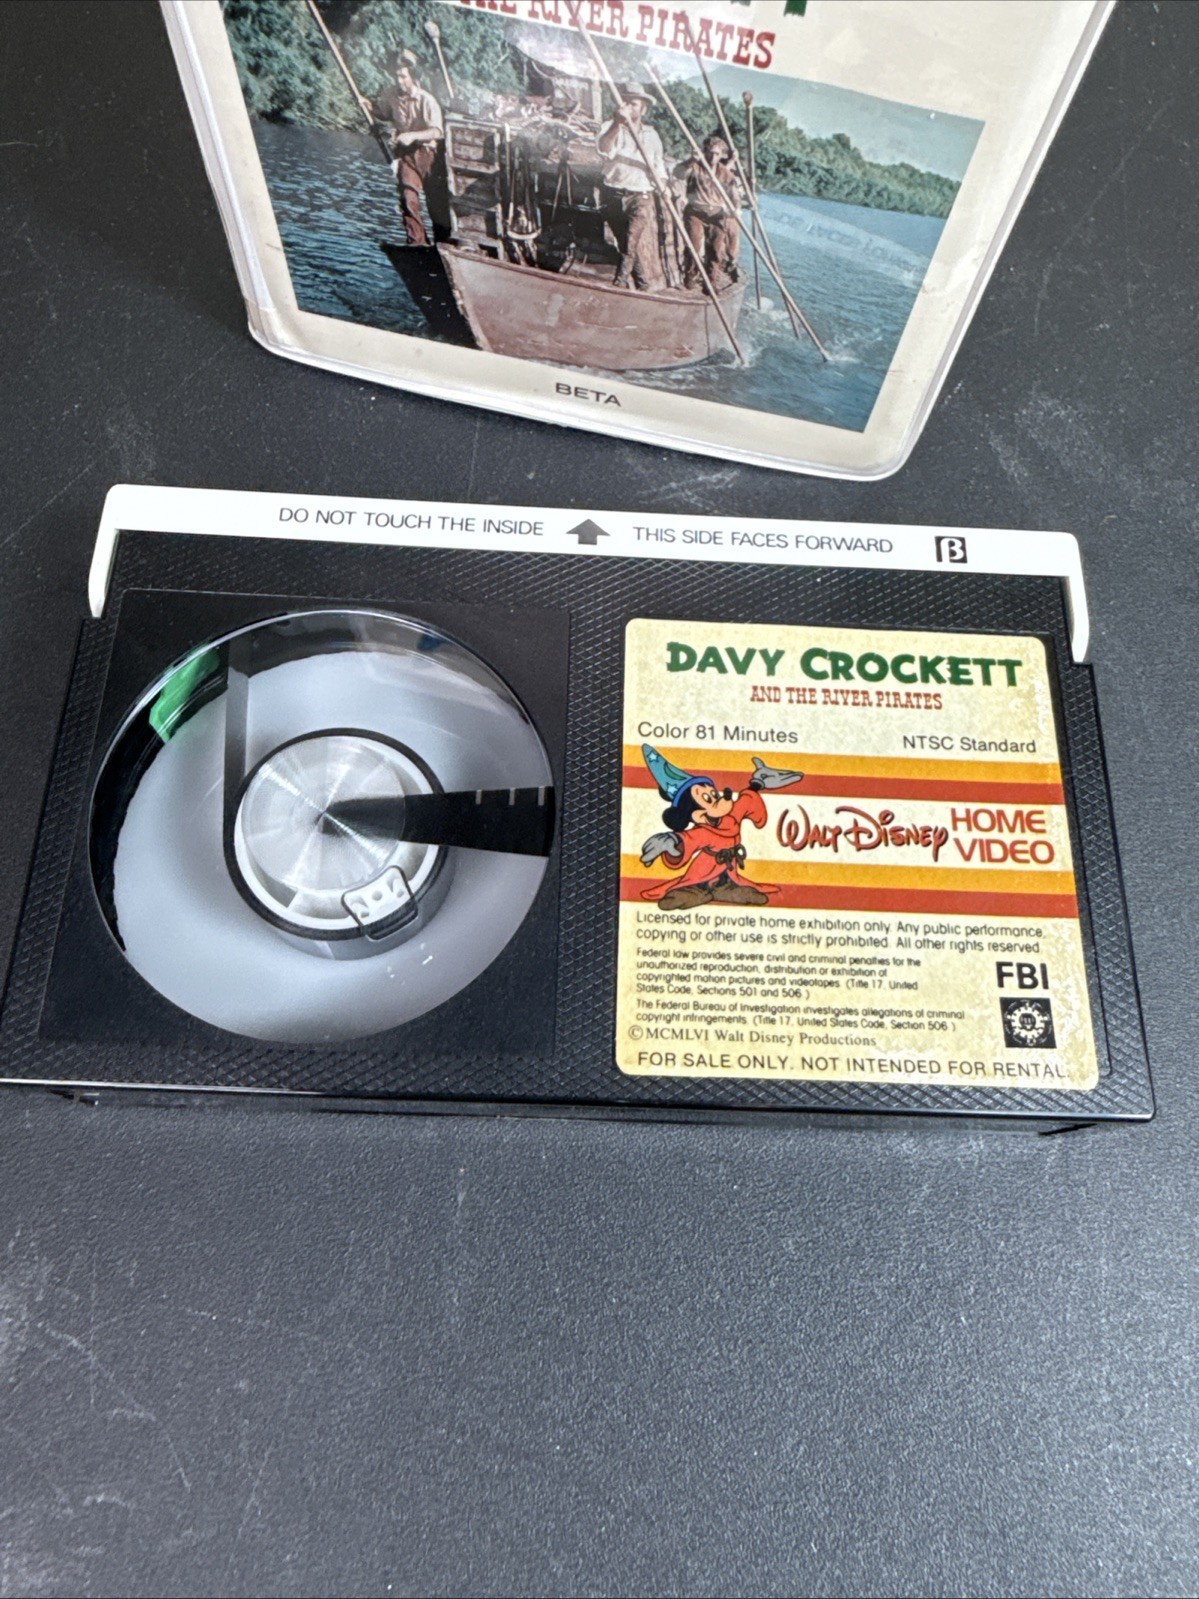 THE RIVER PIRATES
BETA
DO NOT TOUCH THE INSIDE THIS SIDE FACES FORWARD β
DAVY CROCKETT
AND THE RIVER PIRATES
Color 81 Minutes NTSC Standard
WALT DISNEY HOME VIDEO
Licensed for private home exhibition only. Any public performance,
copying or other use is strictly prohibited. All other rights reserved.
Federal law provides severe civil and criminal penalties for the
unauthorized reproduction, distribution or exhibition of
copyrighted motion pictures and videotapes (Title 17, United
States Code, Sections 501 and 506)
FBI
The Federal Bureau of Investigation investigates allegations of criminal
copyright infringements (Title 17, United States Code, Section 506)
©MCMLVI Walt Disney Productions
FOR SALE ONLY. NOT INTENDED FOR RENTAL.